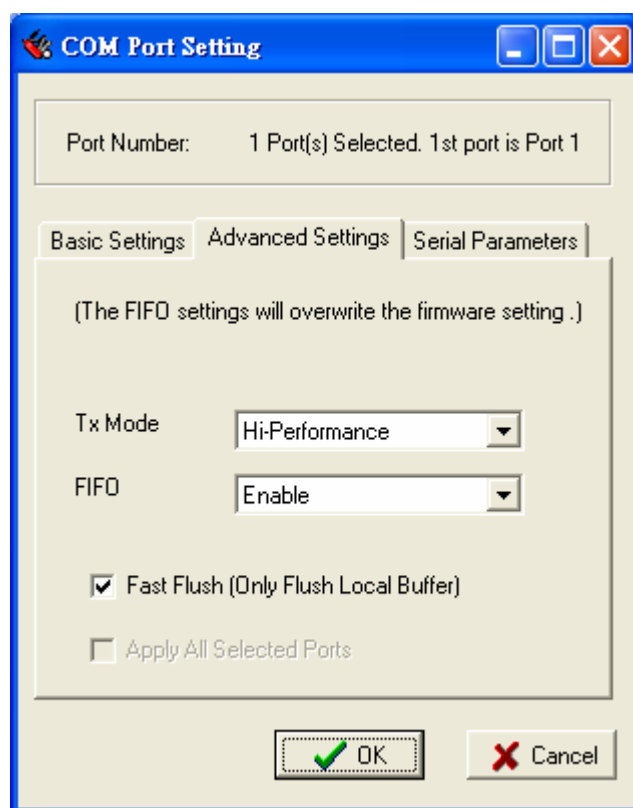 COM Port Setting
Port Number: 1 Port(s) Selected. 1st port is Port 1
Basic Settings Advanced Settings Serial Parameters
(The FIFO settings will overwrite the firmware setting .)
Tx Mode Hi-Performance
FIFO Enable
Fast Flush (Only Flush Local Buffer)
Apply All Selected Ports
OK Cancel